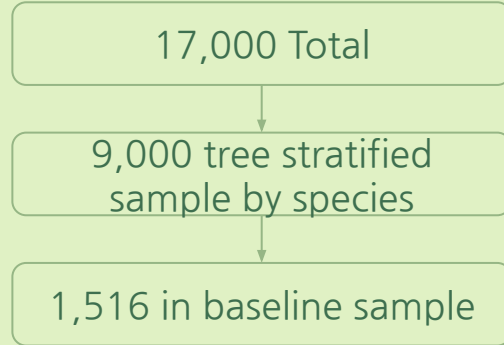 17,000 Total
9,000 tree stratified
sample by species
1,516 in baseline sample